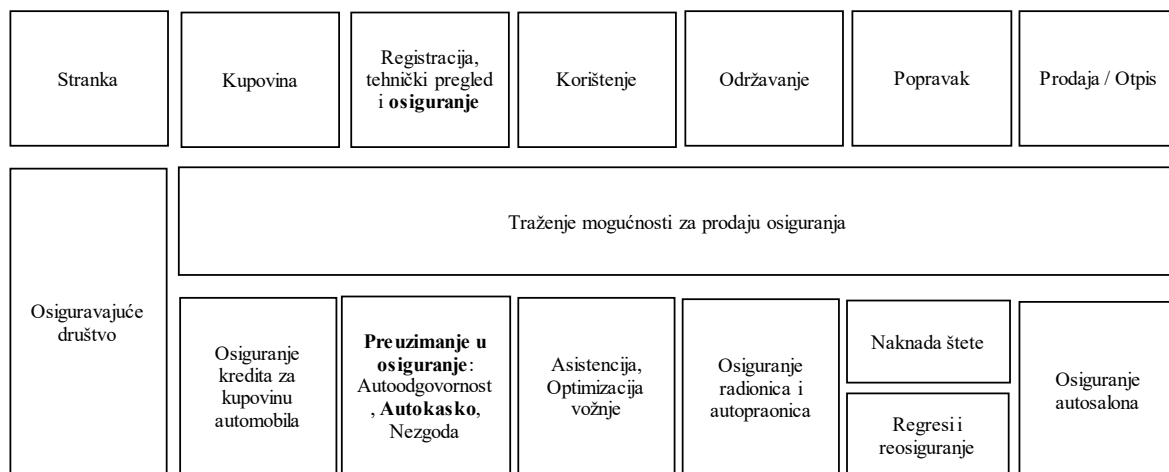 Stranka
Kupovina
Registracija,
tehnički pregled
i osiguranje
Korištenje
Održavanje
Popravak
Prodaja / Otpis
Osiguravajuće
društvo
Traženje mogućnosti za prodaju osiguranja
Osiguranje
kredita za
kupovinu
automobila
Preuzimanje u
osiguranje:
Autoodgovornost
, Autokasko,
Nezgoda
Asistencija,
Optimizacija
vožnje
Osiguranje
radionica i
autopraonica
Naknada štete
Regresi i
reosiguranje
Osiguranje
autosalona